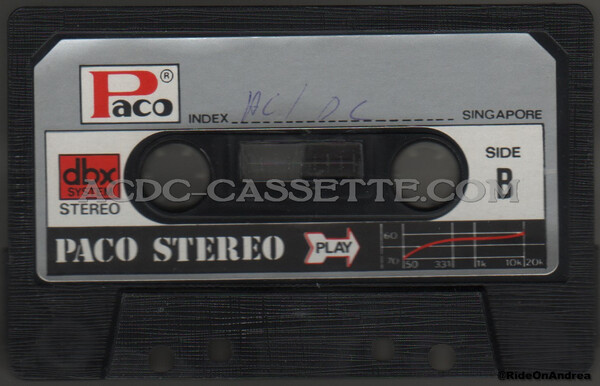 Paco®
INDEX AC/DC SINGAPORE
dbx
SYSTEM
STEREO
SIDE
B
ACDC-CASSETTE.COM
PACO STEREO PLAY
60
70
50 331 1k 10k 20k
©RideOnAndrea